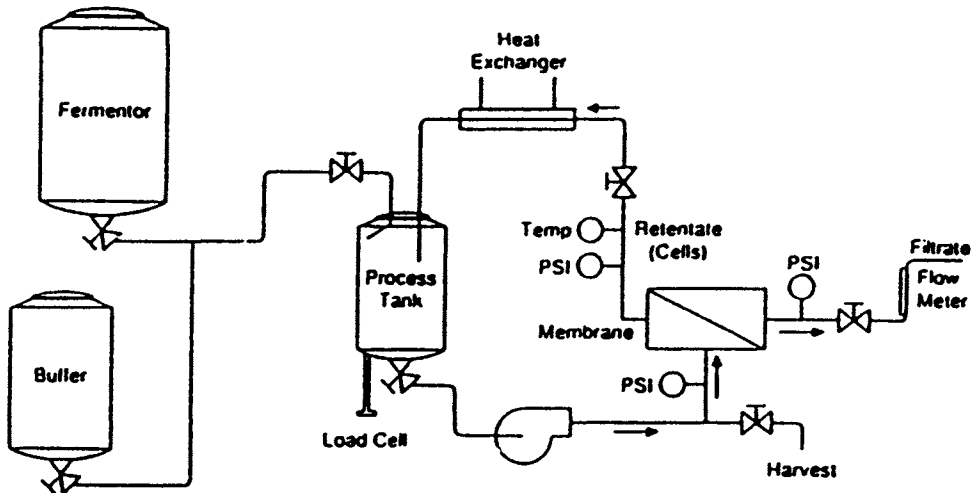 Heat
Exchanger
Fermentor
Temp
Retentate
(Cells)
PSI
PSI
Filtrate
Flow
Meter
Process
Tank
Membrane
Buffer
PSI
Load Cell
Harvest